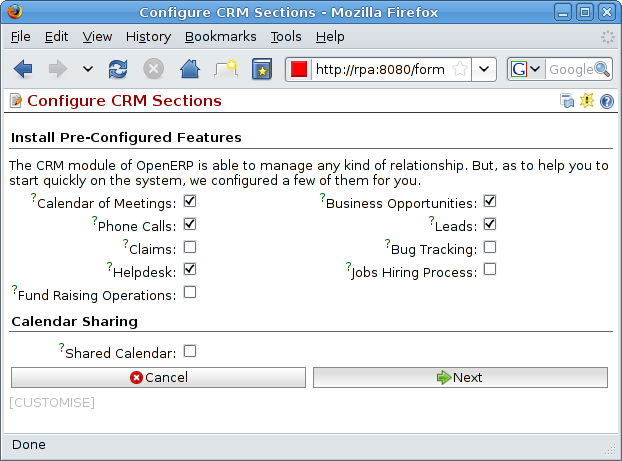 Configure CRM Sections - Mozilla Firefox
File Edit View History Bookmarks Tools Help
http://rpa:8080/form G Google
Configure CRM Sections ?
Install Pre-Configured Features
The CRM module of OpenERP is able to manage any kind of relationship. But, as to help you to
start quickly on the system, we configured a few of them for you.
?Calendar of Meetings: ?Business Opportunities:
?Phone Calls: ?Leads:
?Claims: ?Bug Tracking:
?Helpdesk: ?Jobs Hiring Process:
?Fund Raising Operations:
Calendar Sharing
?Shared Calendar:
Cancel Next
[CUSTOMISE]
Done